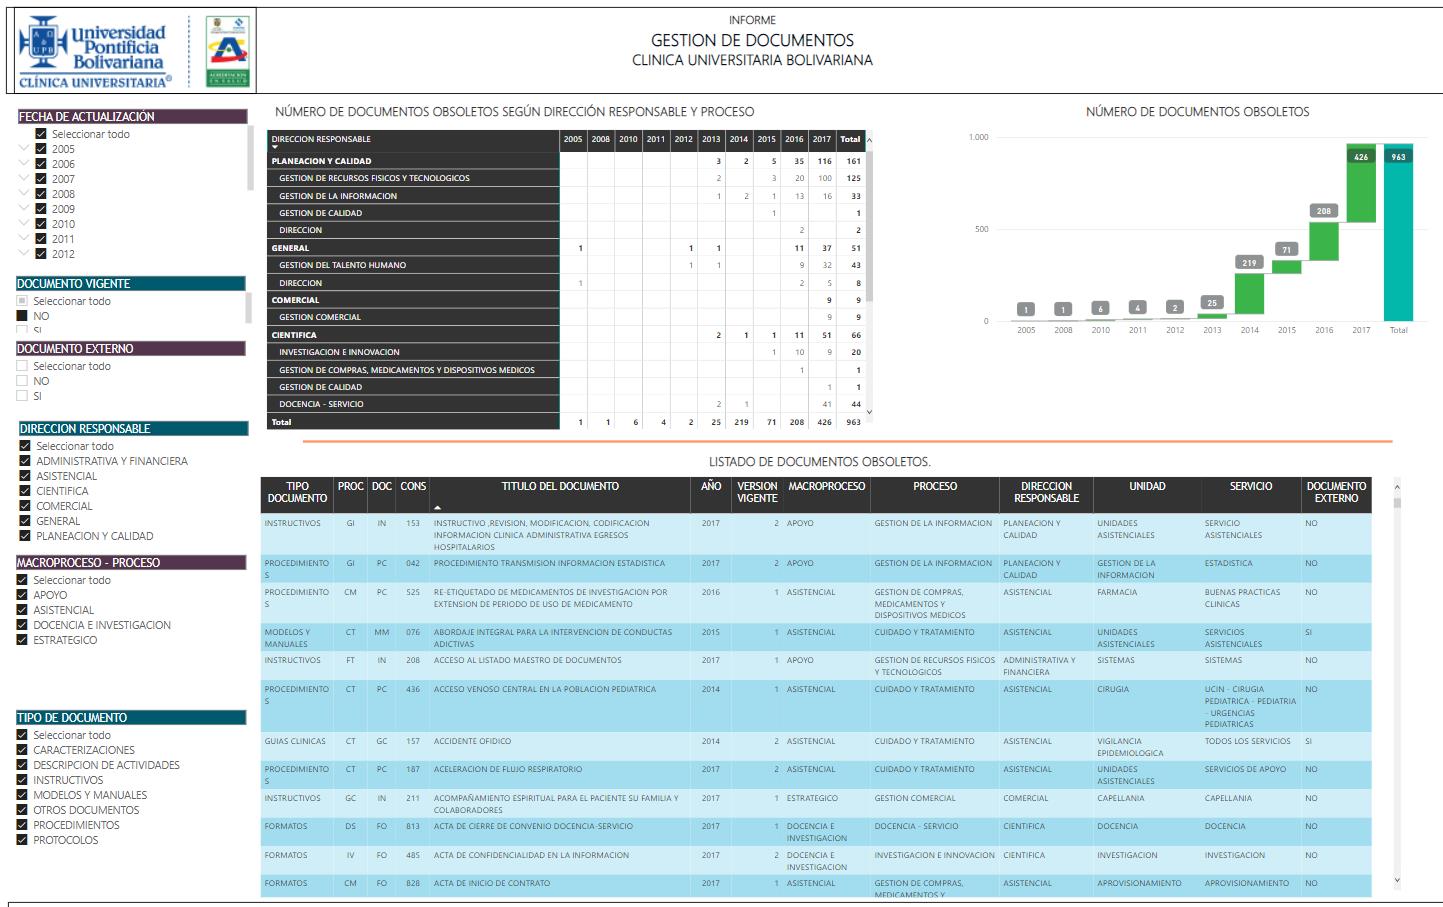 Universidad
Pontificia
Bolivariana
CLÍNICA UNIVERSITARIA®
ACREDITACION
EN SALUD
INFORME
GESTION DE DOCUMENTOS
CLINICA UNIVERSITARIA BOLIVARIANA
FECHA DE ACTUALIZACIÓN
Seleccionar todo
2005
2006
2007
2008
2009
2010
2011
2012
DOCUMENTO VIGENTE
Seleccionar todo
NO
SI
DOCUMENTO EXTERNO
Seleccionar todo
NO
SI
DIRECCION RESPONSABLE
Seleccionar todo
ADMINISTRATIVA Y FINANCIERA
ASISTENCIAL
CIENTIFICA
COMERCIAL
GENERAL
PLANEACION Y CALIDAD
MACROPROCESO - PROCESO
Seleccionar todo
APOYO
ASISTENCIAL
DOCENCIA E INVESTIGACION
ESTRATEGICO
TIPO DE DOCUMENTO
Seleccionar todo
CARACTERIZACIONES
DESCRIPCION DE ACTIVIDADES
INSTRUCTIVOS
MODELOS Y MANUALES
OTROS DOCUMENTOS
PROCEDIMIENTOS
PROTOCOLOS
NÚMERO DE DOCUMENTOS OBSOLETOS SEGÚN DIRECCIÓN RESPONSABLE Y PROCESO
DIRECCION RESPONSABLE 2005 2008 2010 2011 2012 2013 2014 2015 2016 2017 Total
PLANEACION Y CALIDAD 3 2 5 35 116 161
GESTION DE RECURSOS FISICOS Y TECNOLOGICOS 2 3 20 100 125
GESTION DE LA INFORMACION 1 2 1 13 16 33
GESTION DE CALIDAD 1 1
DIRECCION 2 2
GENERAL 1 1 1 11 37 51
GESTION DEL TALENTO HUMANO 1 1 9 32 43
DIRECCION 1 2 5 8
COMERCIAL 9 9
GESTION COMERCIAL 9 9
CIENTIFICA 2 1 1 11 51 66
INVESTIGACION E INNOVACION 1 10 9 20
GESTION DE COMPRAS, MEDICAMENTOS Y DISPOSITIVOS MEDICOS 1 1
GESTION DE CALIDAD 1 1
DOCENCIA - SERVICIO 2 1 41 44
Total 1 1 6 4 2 25 219 71 208 426 963
NÚMERO DE DOCUMENTOS OBSOLETOS
1.000
500
0
1 1 6 4 2 25 219 71 208 426 963
2005 2008 2010 2011 2012 2013 2014 2015 2016 2017 Total
LISTADO DE DOCUMENTOS OBSOLETOS.
TIPO PROC DOC CONS TITULO DEL DOCUMENTO AÑO VERSION MACROPROCESO PROCESO DIRECCION UNIDAD SERVICIO DOCUMENTO
DOCUMENTO VIGENTE RESPONSABLE EXTERNO
INSTRUCTIVOS GI IN 153 INSTRUCTIVO ,REVISION, MODIFICACION, CODIFICACION 2017 2 APOYO GESTION DE LA INFORMACION PLANEACION Y UNIDADES SERVICIO NO
INFORMACION CLINICA ADMINISTRATIVA EGRESOS CALIDAD ASISTENCIALES ASISTENCIALES
HOSPITALARIOS
PROCEDIMIENTO GI PC 042 PROCEDIMIENTO TRANSMISION INFORMACION ESTADISTICA 2017 2 APOYO GESTION DE LA INFORMACION PLANEACION Y GESTION DE LA ESTADISTICA NO
S CALIDAD INFORMACION
PROCEDIMIENTO CM PC 525 RE-ETIQUETADO DE MEDICAMENTOS DE INVESTIGACION POR 2016 1 ASISTENCIAL GESTION DE COMPRAS, ASISTENCIAL FARMACIA BUENAS PRACTICAS NO
S EXTENSION DE PERIODO DE USO DE MEDICAMENTO MEDICAMENTOS Y CLINICAS
DISPOSITIVOS MEDICOS
MODELOS Y CT MM 076 ABORDAJE INTEGRAL PARA LA INTERVENCION DE CONDUCTAS 2015 1 ASISTENCIAL CUIDADO Y TRATAMIENTO ASISTENCIAL UNIDADES SERVICIOS SI
MANUALES ADICTIVAS ASISTENCIALES ASISTENCIALES
INSTRUCTIVOS FT IN 208 ACCESO AL LISTADO MAESTRO DE DOCUMENTOS 2017 1 APOYO GESTION DE RECURSOS FISICOS ADMINISTRATIVA Y SISTEMAS SISTEMAS NO
Y TECNOLOGICOS FINANCIERA
PROCEDIMIENTO CT PC 436 ACCESO VENOSO CENTRAL EN LA POBLACION PEDIATRICA 2014 1 ASISTENCIAL CUIDADO Y TRATAMIENTO ASISTENCIAL CIRUGIA UCIN - CIRUGIA NO
S PEDIATRICA - PEDIATRIA
- URGENCIAS
PEDIATRICAS
GUIAS CLINICAS CT GC 157 ACCIDENTE OFIDICO 2014 2 ASISTENCIAL CUIDADO Y TRATAMIENTO ASISTENCIAL VIGILANCIA TODOS LOS SERVICIOS SI
EPIDEMIOLOGICA
PROCEDIMIENTO CT PC 187 ACELERACION DE FLUJO RESPIRATORIO 2017 2 ASISTENCIAL CUIDADO Y TRATAMIENTO ASISTENCIAL UNIDADES SERVICIOS DE APOYO NO
S ASISTENCIALES
INSTRUCTIVOS GC IN 211 ACOMPAÑAMIENTO ESPIRITUAL PARA EL PACIENTE SU FAMILIA Y 2017 1 ESTRATEGICO GESTION COMERCIAL COMERCIAL CAPELLANIA CAPELLANIA NO
COLABORADORES
FORMATOS DS FO 813 ACTA DE CIERRE DE CONVENIO DOCENCIA-SERVICIO 2017 1 DOCENCIA E DOCENCIA - SERVICIO CIENTIFICA DOCENCIA DOCENCIA NO
INVESTIGACION
FORMATOS IV FO 485 ACTA DE CONFIDENCIALIDAD EN LA INFORMACION 2017 2 DOCENCIA E INVESTIGACION E INNOVACION CIENTIFICA INVESTIGACION INVESTIGACION NO
INVESTIGACION
FORMATOS CM FO 828 ACTA DE INICIO DE CONTRATO 2017 1 ASISTENCIAL GESTION DE COMPRAS, ASISTENCIAL APROVISIONAMIENTO APROVISIONAMIENTO NO
MEDICAMENTOS Y